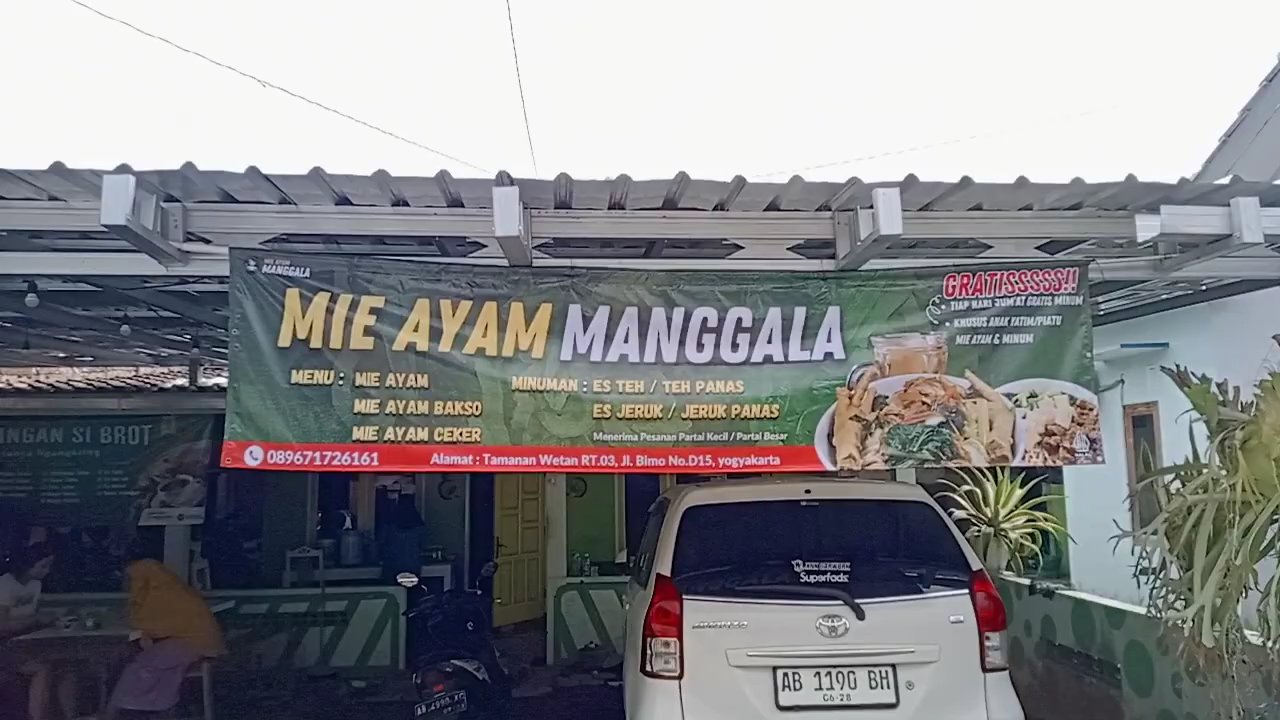 MIE AYAM
MANGGALA
MIE AYAM MANGGALA
GRATISSSSS!!
TIAP HARI JUM'AT GRATIS MINUM
• KHUSUS ANAK YATIM/PIATU
MIE AYAM & MINUM
MENU : MIE AYAM
MIE AYAM BAKSO
MIE AYAM CEKER
MINUMAN : ES TEH / TEH PANAS
ES JERUK / JERUK PANAS
Menerima Pesanan Partai Kecil / Partai Besar
089671726161
Alamat : Tamanan Wetan RT.03, Jl. Bimo No.D15, yogyakarta
INGAN SI BROT
Superfads
TOYOTA
AB 1190 BH
06-28